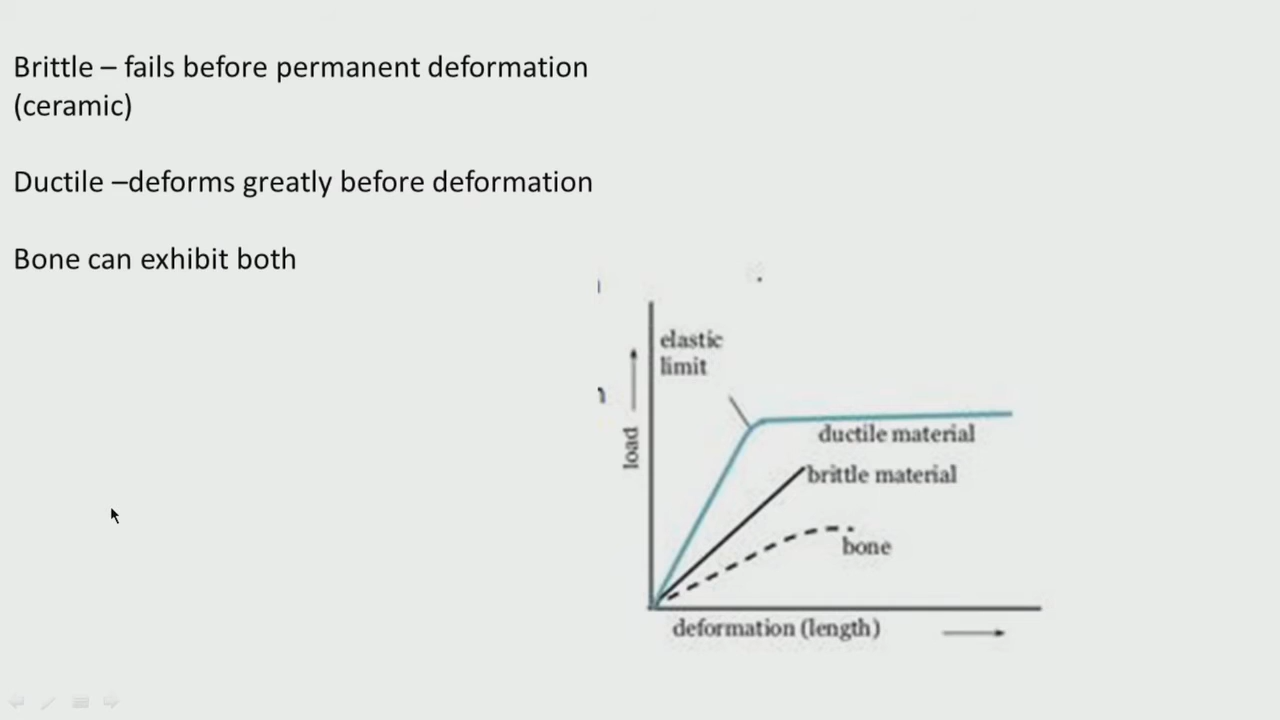 Brittle – fails before permanent deformation
(ceramic)
Ductile –deforms greatly before deformation
Bone can exhibit both
elastic
limit
load
ductile material
brittle material
bone
deformation (length)